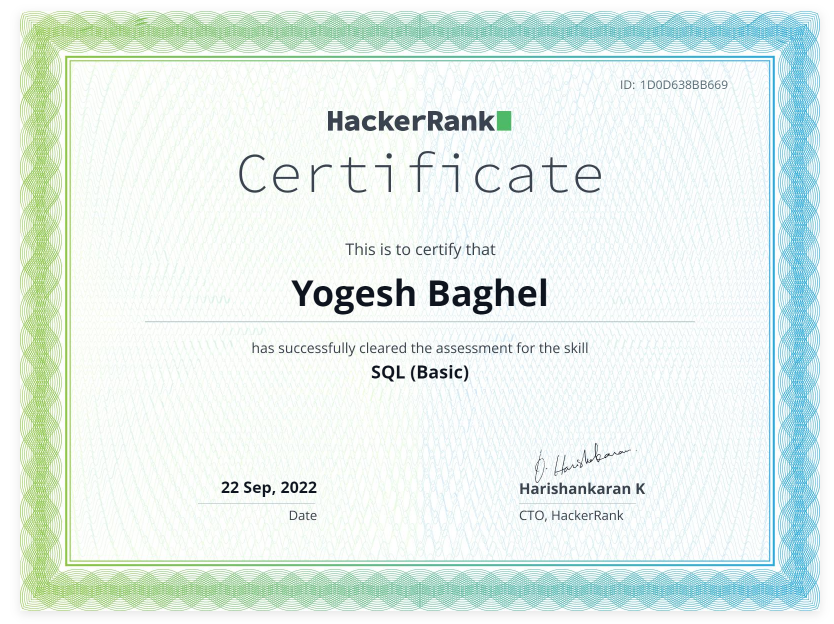 ID: 1D0D638BB669
HackerRank
Certificate
This is to certify that
Yogesh Baghel
has successfully cleared the assessment for the skill
SQL (Basic)
22 Sep, 2022
Date
Harishankaran K
CTO, HackerRank